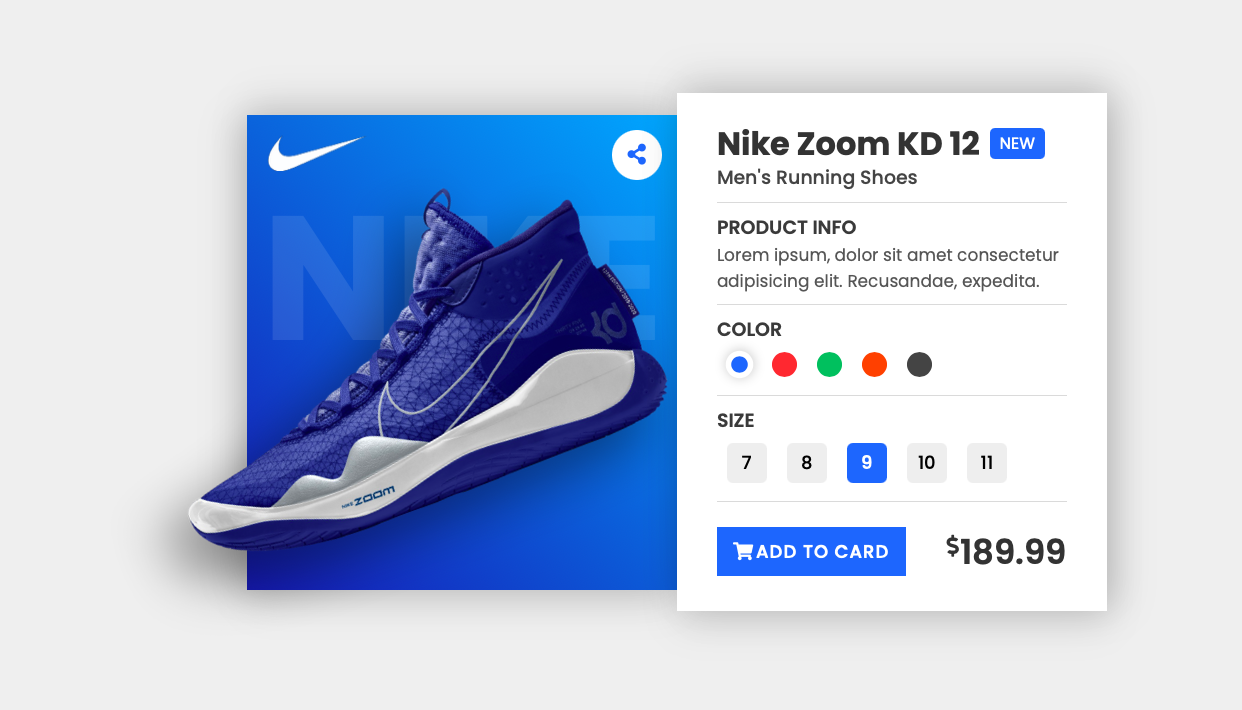 NIKE
NIKE ZOOM
Nike Zoom KD 12 NEW
Men's Running Shoes
PRODUCT INFO
Lorem ipsum, dolor sit amet consectetur
adipisicing elit. Recusandae, expedita.
COLOR
SIZE
7 8 9 10 11
ADD TO CARD $189.99